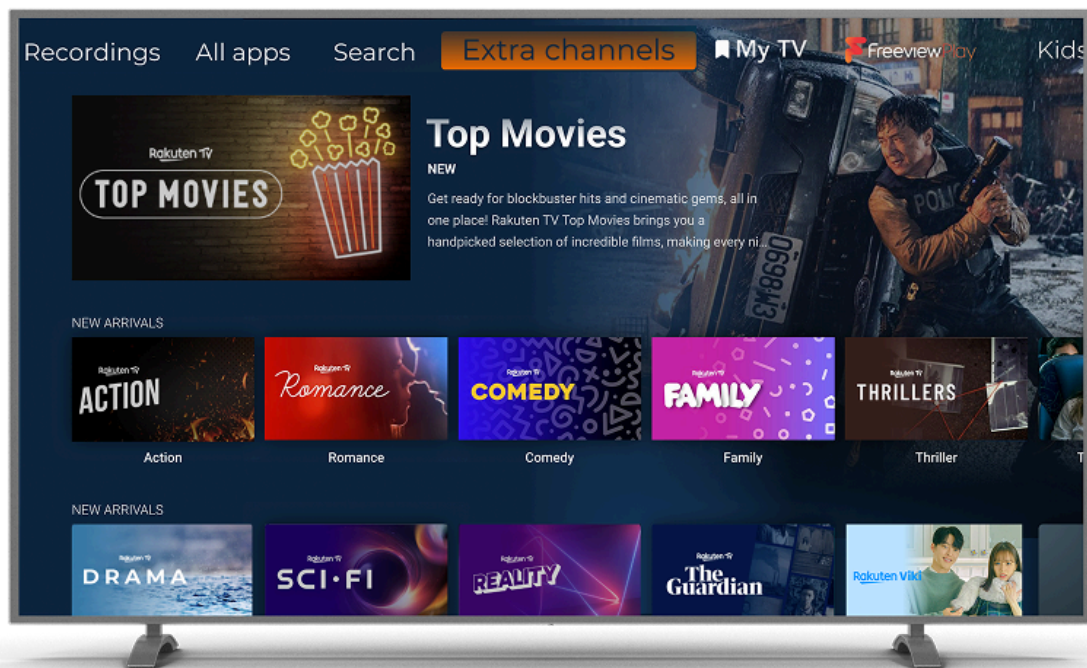 Recordings
All apps
Search
Extra channels
My TV
FreeviewPlay
Kids
Rakuten TV
TOP MOVIES
Top Movies
NEW
Get ready for blockbuster hits and cinematic gems, all in
one place! Rakuten TV Top Movies brings you a
handpicked selection of incredible films, making every ni...
POLI
NEW ARRIVALS
Rakuten TV
ACTION
Rakuten TV
Romance
Rakuten TV
COMEDY
Rakuten TV
FAMILY
Rakuten TV
THRILLERS
Action
Romance
Comedy
Family
Thriller
T
NEW ARRIVALS
Rakuten TV
DRAMA
Rakuten TV
SCI•FI
Rakuten TV
REALITY
Rakuten TV
The
Guardian
Rakuten Viki